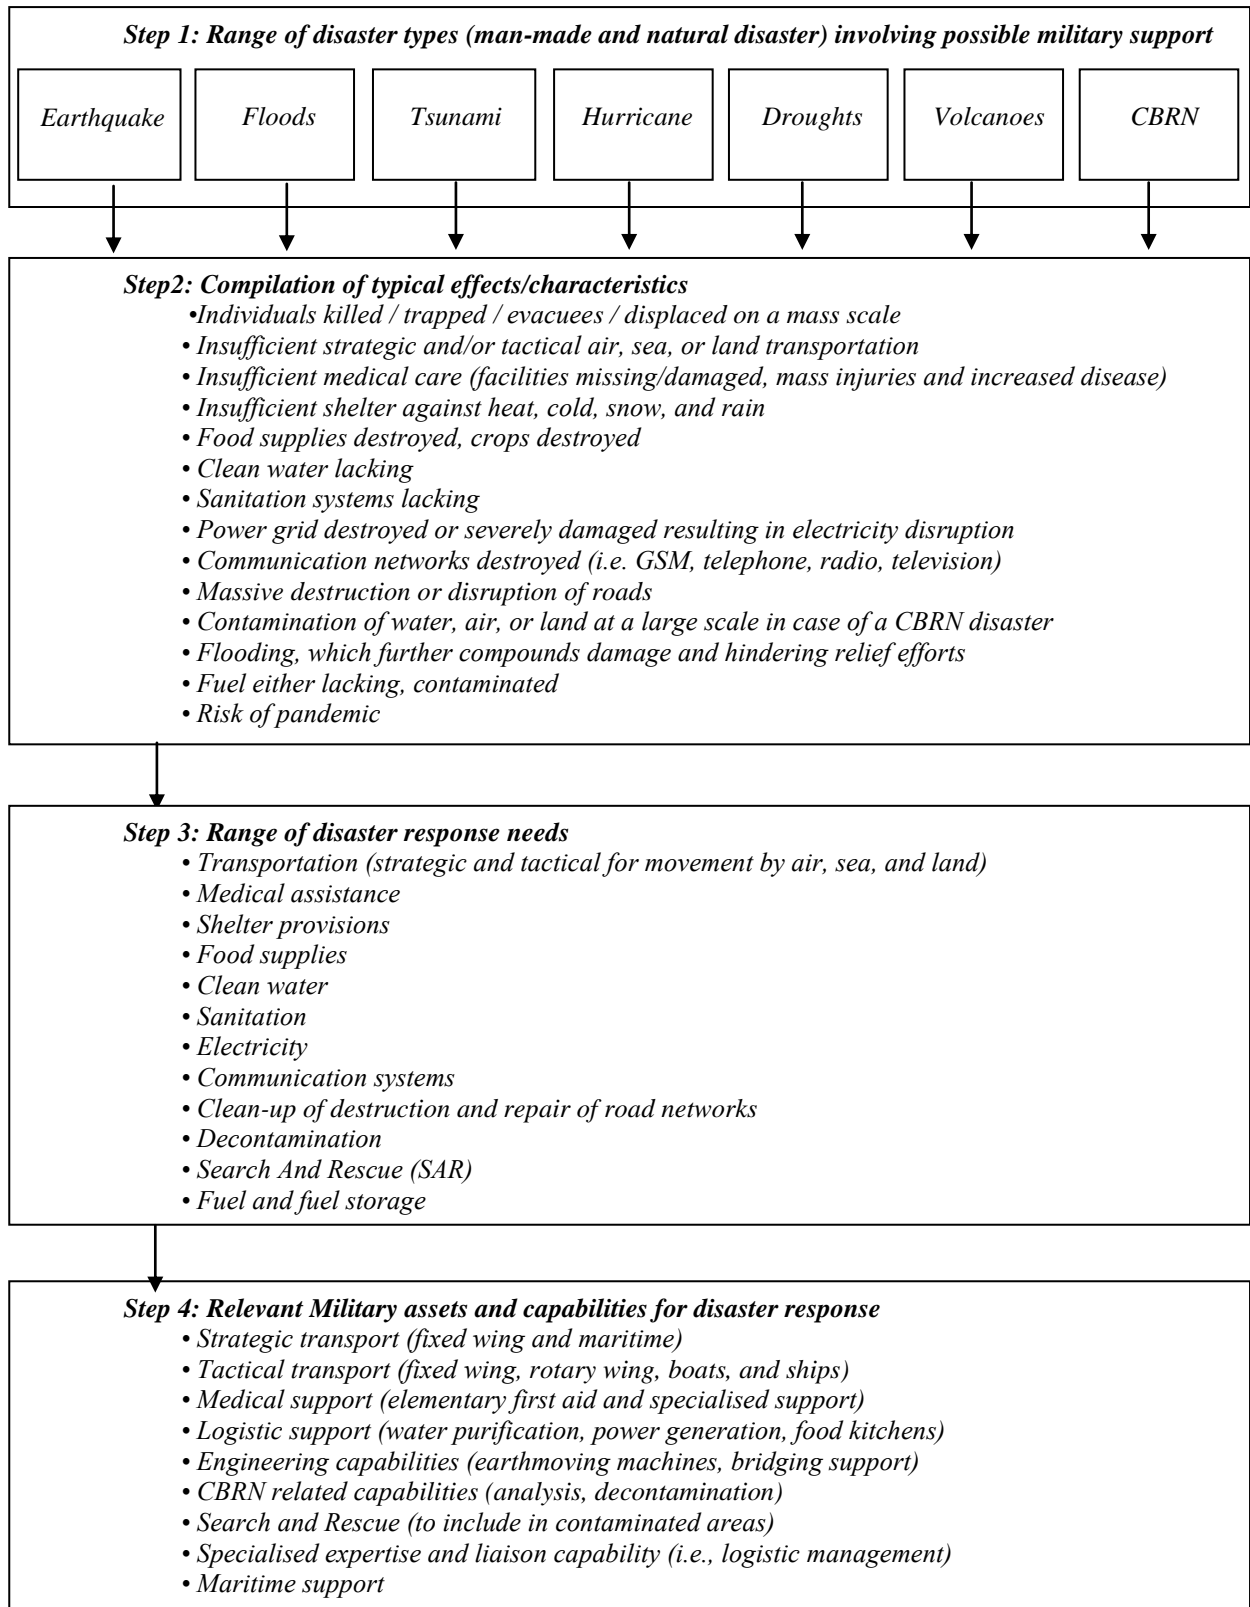 Step 1: Range of disaster types (man-made and natural disaster) involving possible military support
Earthquake
Floods
Tsunami
Hurricane
Droughts
Volcanoes
CBRN
Step2: Compilation of typical effects/characteristics
•Individuals killed / trapped / evacuees / displaced on a mass scale
• Insufficient strategic and/or tactical air, sea, or land transportation
• Insufficient medical care (facilities missing/damaged, mass injuries and increased disease)
• Insufficient shelter against heat, cold, snow, and rain
• Food supplies destroyed, crops destroyed
• Clean water lacking
• Sanitation systems lacking
• Power grid destroyed or severely damaged resulting in electricity disruption
• Communication networks destroyed (i.e. GSM, telephone, radio, television)
• Massive destruction or disruption of roads
• Contamination of water, air, or land at a large scale in case of a CBRN disaster
• Flooding, which further compounds damage and hindering relief efforts
• Fuel either lacking, contaminated
• Risk of pandemic
Step 3: Range of disaster response needs
• Transportation (strategic and tactical for movement by air, sea, and land)
• Medical assistance
• Shelter provisions
• Food supplies
• Clean water
• Sanitation
• Electricity
• Communication systems
• Clean-up of destruction and repair of road networks
• Decontamination
• Search And Rescue (SAR)
• Fuel and fuel storage
Step 4: Relevant Military assets and capabilities for disaster response
• Strategic transport (fixed wing and maritime)
• Tactical transport (fixed wing, rotary wing, boats, and ships)
• Medical support (elementary first aid and specialised support)
• Logistic support (water purification, power generation, food kitchens)
• Engineering capabilities (earthmoving machines, bridging support)
• CBRN related capabilities (analysis, decontamination)
• Search and Rescue (to include in contaminated areas)
• Specialised expertise and liaison capability (i.e., logistic management)
• Maritime support